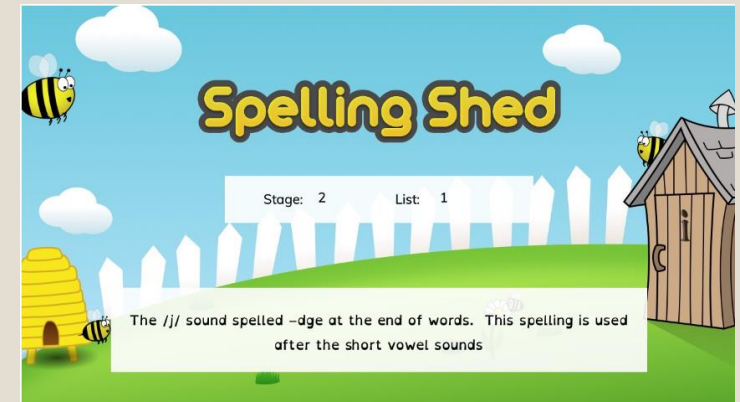 Spelling Shed
Stage: 2 List: 1
The /j/ sound spelled –dge at the end of words. This spelling is used
after the short vowel sounds